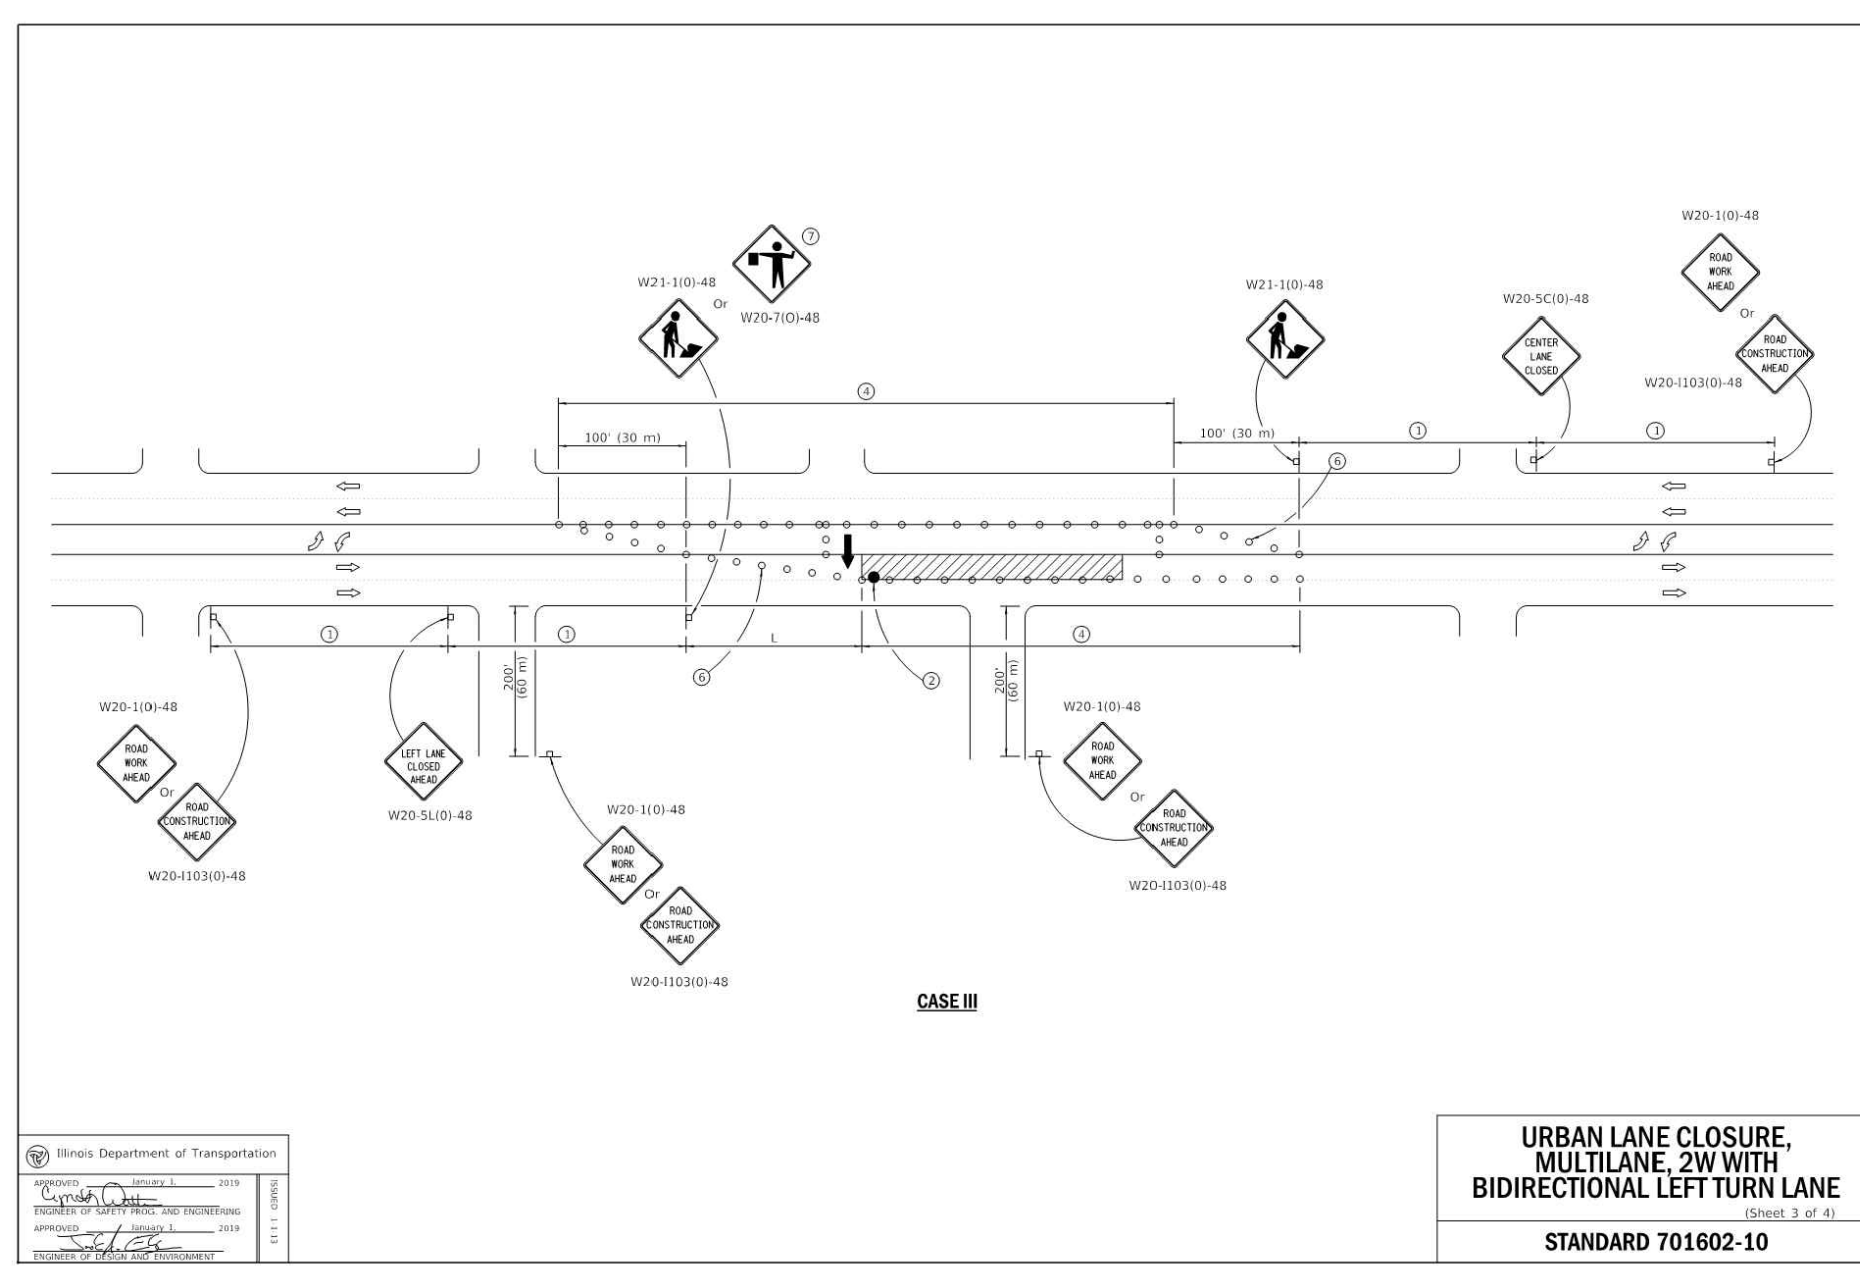 W20-1(0)-48
ROAD
WORK
AHEAD
Or
ROAD
CONSTRUCTION
AHEAD
W20-I103(0)-48
W21-1(0)-48
Or
7
W20-7(O)-48
W21-1(0)-48
W20-5C(0)-48
CENTER
LANE
CLOSED
4
100' (30 m)
100' (30 m)
1
1
6
1
1
L
4
200'
(60 m)
200'
(60 m)
6
2
W20-1(0)-48
ROAD
WORK
AHEAD
Or
ROAD
CONSTRUCTION
AHEAD
W20-I103(0)-48
LEFT LANE
CLOSED
AHEAD
W20-5L(0)-48
W20-1(0)-48
ROAD
WORK
AHEAD
Or
ROAD
CONSTRUCTION
AHEAD
W20-I103(0)-48
W20-1(0)-48
ROAD
WORK
AHEAD
Or
ROAD
CONSTRUCTION
AHEAD
W2O-I103(0)-48
CASE III
Illinois Department of Transportation
APPROVED January 1, 2019
ENGINEER OF SAFETY PROG. AND ENGINEERING
APPROVED January 1, 2019
ENGINEER OF DESIGN AND ENVIRONMENT
ISSUED 1-1-13
URBAN LANE CLOSURE,
MULTILANE, 2W WITH
BIDIRECTIONAL LEFT TURN LANE
(Sheet 3 of 4)
STANDARD 701602-10